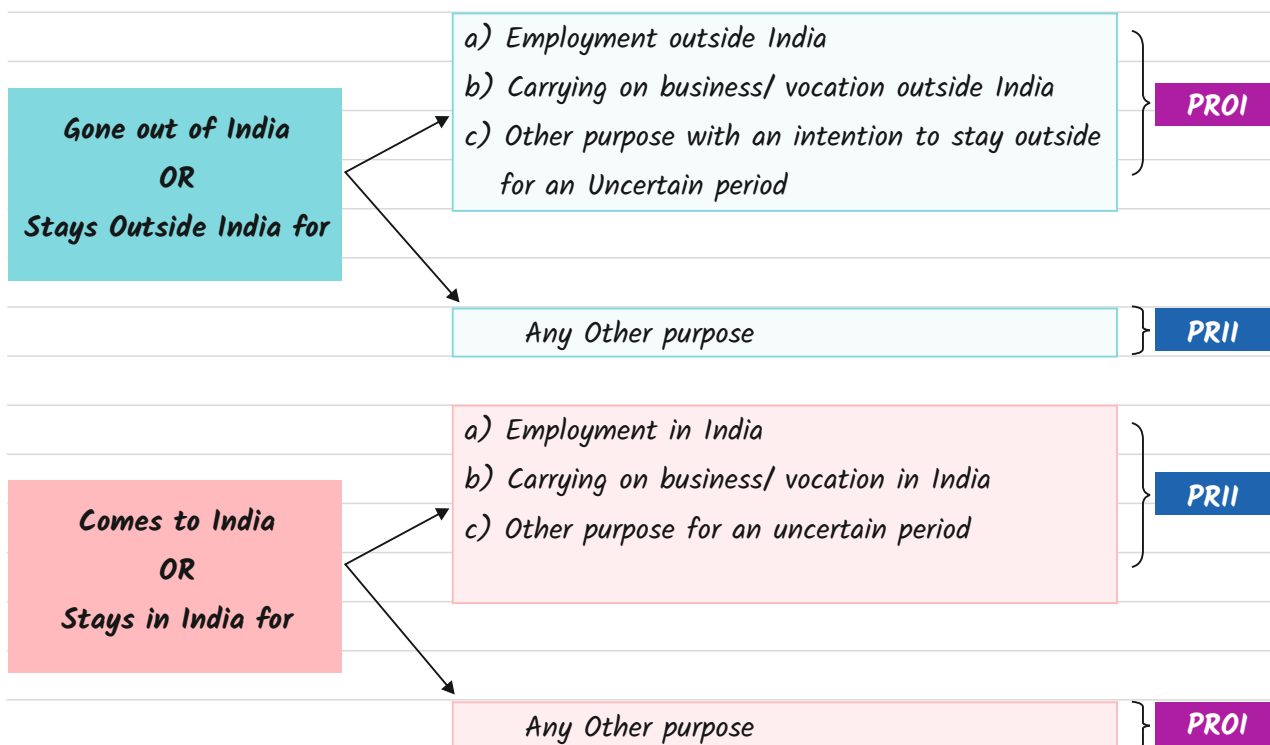 Gone out of India
OR
Stays Outside India for
a) Employment outside India
b) Carrying on business/ vocation outside India
c) Other purpose with an intention to stay outside
for an Uncertain period
PROI
Any Other purpose
PRII
Comes to India
OR
Stays in India for
a) Employment in India
b) Carrying on business/ vocation in India
c) Other purpose for an uncertain period
PRII
Any Other purpose
PROI